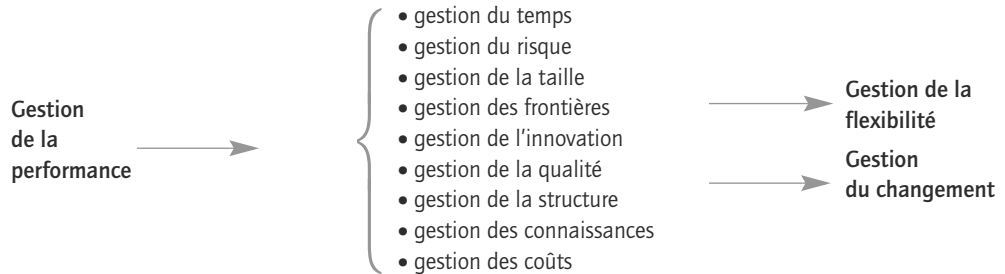 Gestion
de la
performance
• gestion du temps
• gestion du risque
• gestion de la taille
• gestion des frontières
• gestion de l'innovation
• gestion de la qualité
• gestion de la structure
• gestion des connaissances
• gestion des coûts
Gestion de la
flexibilité
Gestion
du changement